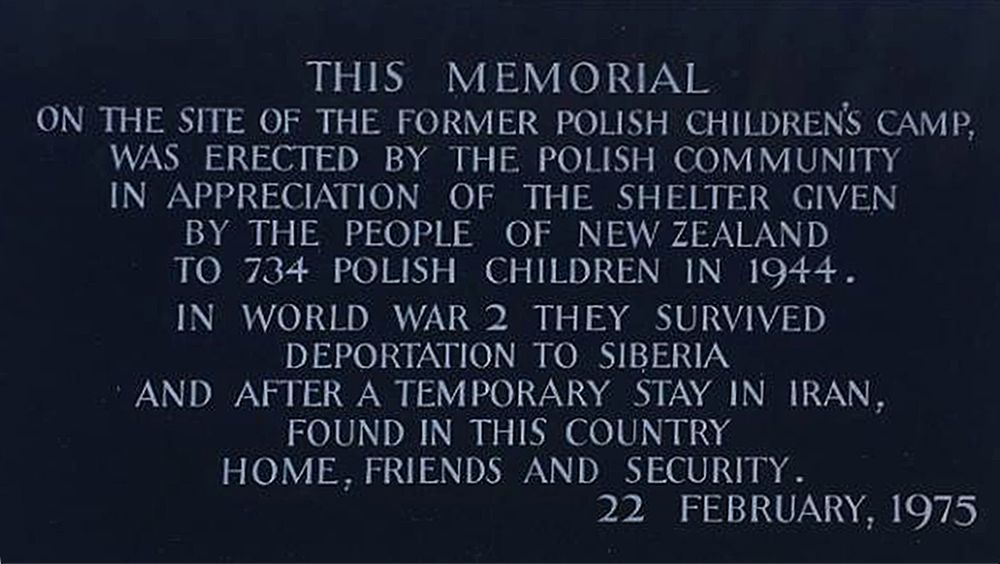 THIS MEMORIAL
ON THE SITE OF THE FORMER POLISH CHILDREN'S CAMP,
WAS ERECTED BY THE POLISH COMMUNITY
IN APPRECIATION OF THE SHELTER GIVEN
BY THE PEOPLE OF NEW ZEALAND
TO 734 POLISH CHILDREN IN 1944.
IN WORLD WAR 2 THEY SURVIVED
DEPORTATION TO SIBERIA
AND AFTER A TEMPORARY STAY IN IRAN,
FOUND IN THIS COUNTRY
HOME, FRIENDS AND SECURITY.
22 FEBRUARY, 1975